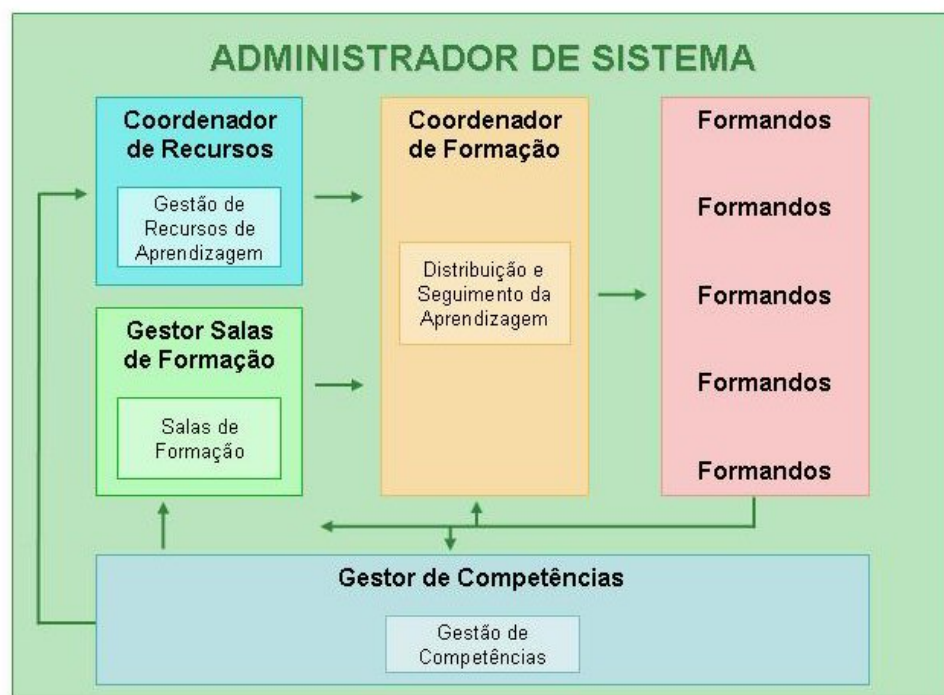 ADMINISTRADOR DE SISTEMA
Coordenador
de Recursos
Gestão de
Recursos de
Aprendizagem
Gestor Salas
de Formação
Salas de
Formação
Coordenador
de Formação
Distribuição e
Seguimento da
Aprendizagem
Formandos
Formandos
Formandos
Formandos
Formandos
Gestor de Competências
Gestão de
Competências